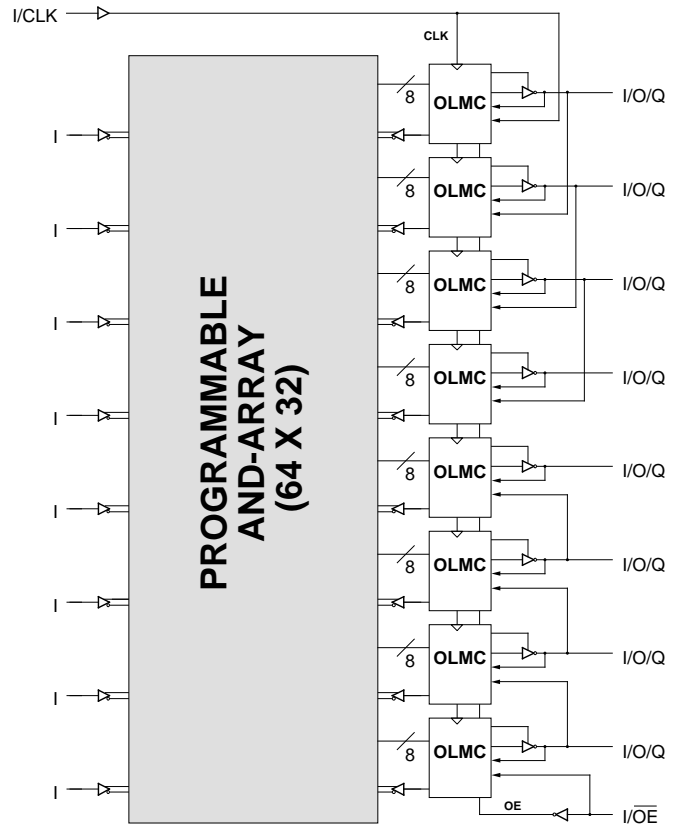 I/CLK
CLK
8
OLMC
I/O/Q
I
8
OLMC
I/O/Q
I
8
OLMC
I/O/Q
I
8
OLMC
I/O/Q
I
8
OLMC
I/O/Q
I
8
OLMC
I/O/Q
I
8
OLMC
I/O/Q
I
8
OLMC
I/O/Q
I
PROGRAMMABLE
AND-ARRAY
(64 X 32)
OE
I/O̅E̅